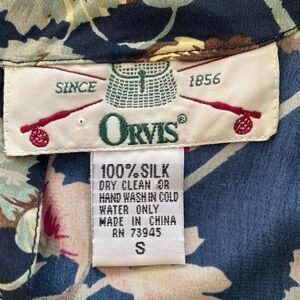 SINCE 1856
ORVIS®
100% SILK
DRY CLEAN OR
HAND WASH IN COLD
WATER ONLY
MADE IN CHINA
RN 73945
S